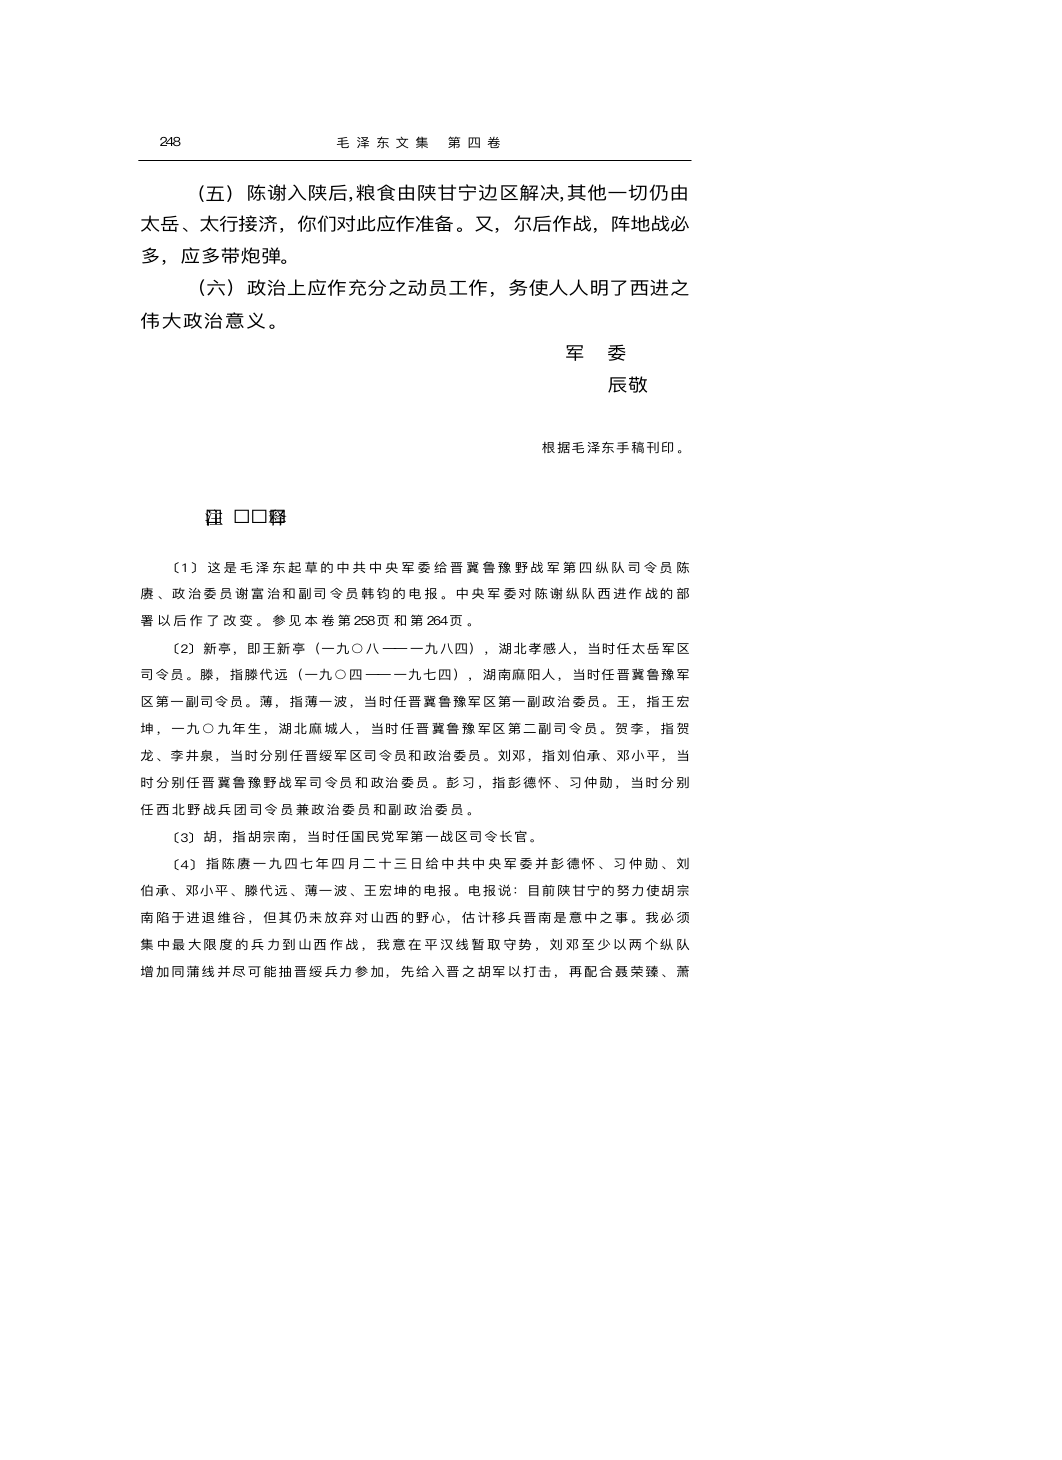 248
毛泽东文集 第四卷
（五）陈谢入陕后,粮食由陕甘宁边区解决,其他一切仍由
太岳、太行接济，你们对此应作准备。又，尔后作战，阵地战必
多，应多带炮弹。
（六）政治上应作充分之动员工作，务使人人明了西进之
伟大政治意义。
军 委
辰敬
根据毛泽东手稿刊印。
注 □□释
〔1〕这是毛泽东起草的中共中央军委给晋冀鲁豫野战军第四纵队司令员陈
赓、政治委员谢富治和副司令员韩钧的电报。中央军委对陈谢纵队西进作战的部
署以后作了改变。参见本卷第258页和第264页。
〔2〕新亭，即王新亭（一九〇八——一九八四），湖北孝感人，当时任太岳军区
司令员。滕，指滕代远（一九〇四——一九七四），湖南麻阳人，当时任晋冀鲁豫军
区第一副司令员。薄，指薄一波，当时任晋冀鲁豫军区第一副政治委员。王，指王宏
坤，一九〇九年生，湖北麻城人，当时任晋冀鲁豫军区第二副司令员。贺李，指贺
龙、李井泉，当时分别任晋绥军区司令员和政治委员。刘邓，指刘伯承、邓小平，当
时分别任晋冀鲁豫野战军司令员和政治委员。彭习，指彭德怀、习仲勋，当时分别
任西北野战兵团司令员兼政治委员和副政治委员。
〔3〕胡，指胡宗南，当时任国民党军第一战区司令长官。
〔4〕指陈赓一九四七年四月二十三日给中共中央军委并彭德怀、习仲勋、刘
伯承、邓小平、滕代远、薄一波、王宏坤的电报。电报说：目前陕甘宁的努力使胡宗
南陷于进退维谷，但其仍未放弃对山西的野心，估计移兵晋南是意中之事。我必须
集中最大限度的兵力到山西作战，我意在平汉线暂取守势，刘邓至少以两个纵队
增加同蒲线并尽可能抽晋绥兵力参加，先给入晋之胡军以打击，再配合聂荣臻、萧